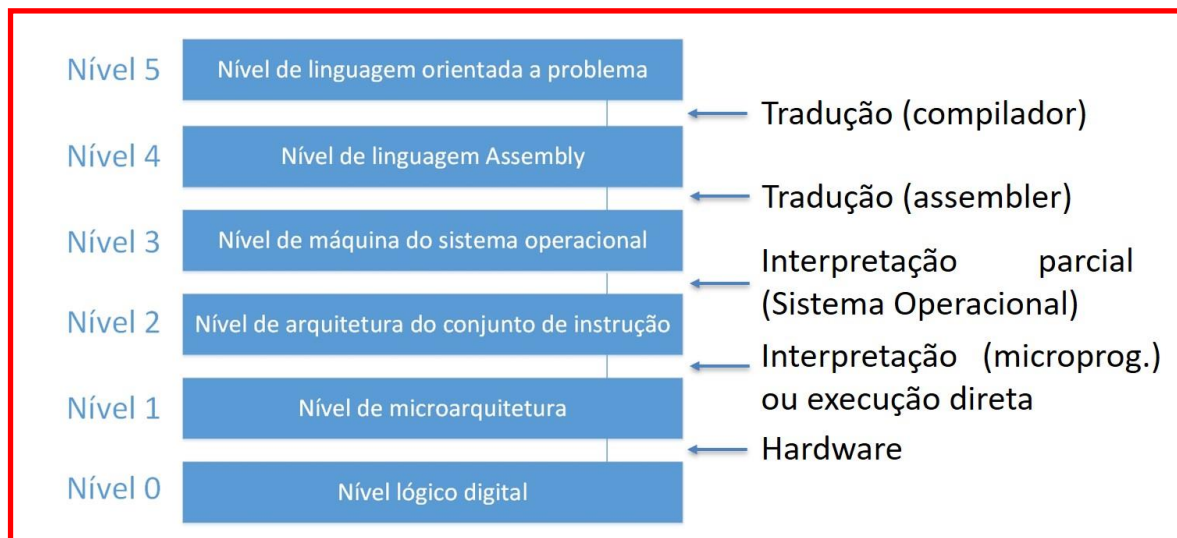 Nível 5
Nível de linguagem orientada a problema
Tradução (compilador)
Nível 4
Nível de linguagem Assembly
Tradução (assembler)
Nível 3
Nível de máquina do sistema operacional
Interpretação parcial
(Sistema Operacional)
Nível 2
Nível de arquitetura do conjunto de instrução
Interpretação (microprog.)
ou execução direta
Nível 1
Nível de microarquitetura
Hardware
Nível 0
Nível lógico digital